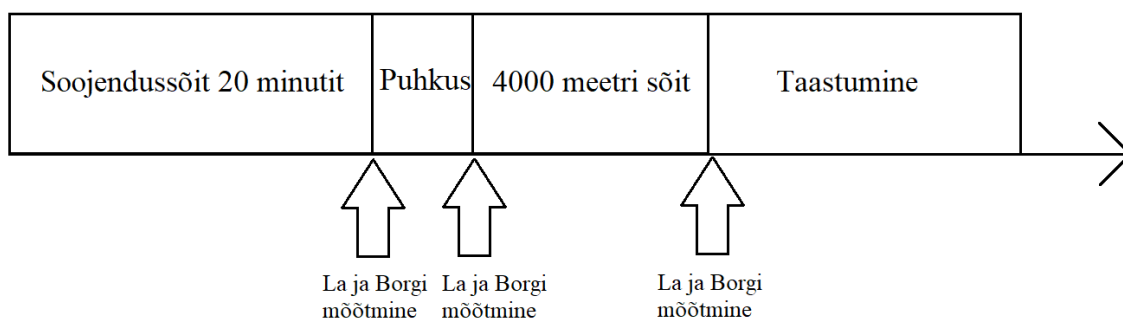 Soojendussõit 20 minutit
Puhkus
4000 meetri sõit
Taastumine
La ja Borgi
mõõtmine
La ja Borgi
mõõtmine
La ja Borgi
mõõtmine